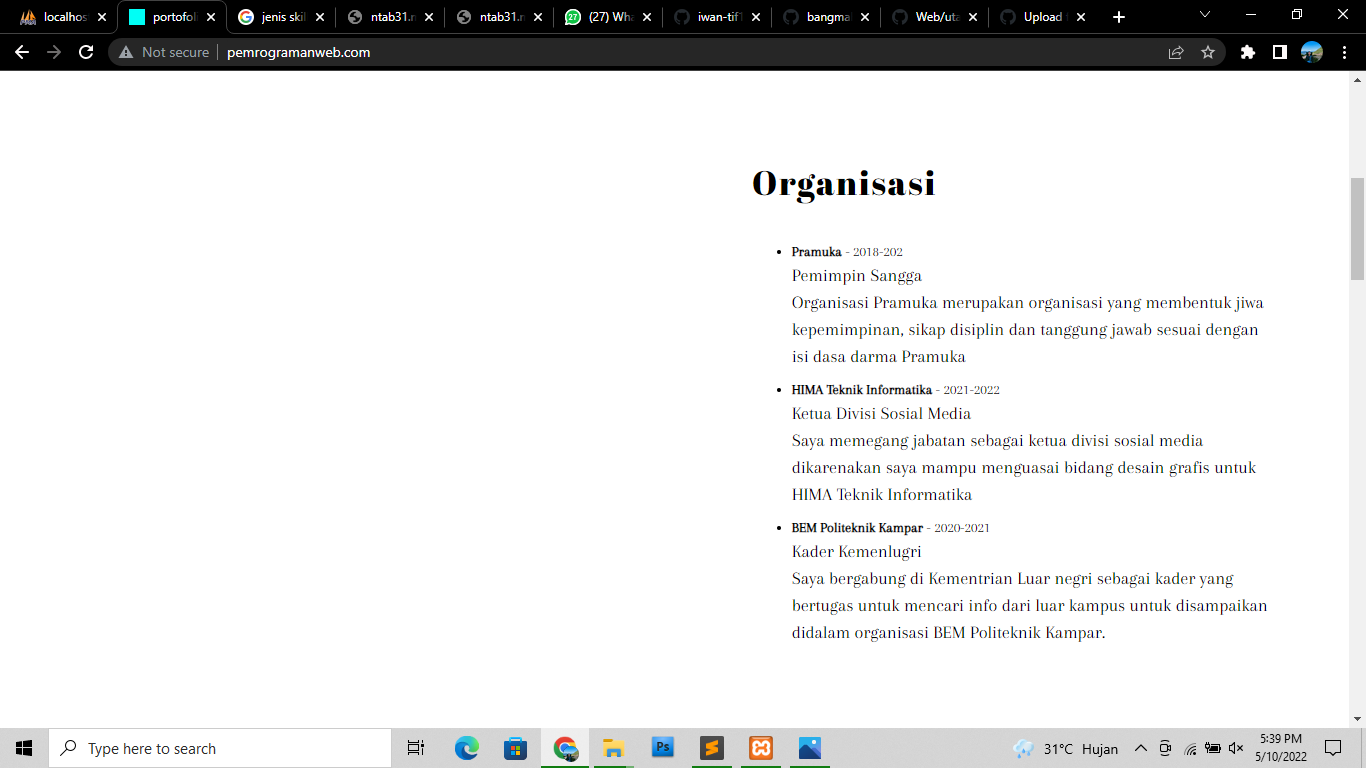 localhos
portofol
jenis skil
ntab31.n
ntab31.n
27
(27) Wha
iwan-tif1
bangmal
Web/uta
Upload
Not secure
pemrogramanweb.com
Organisasi
Pramuka - 2018-202
Pemimpin Sangga
Organisasi Pramuka merupakan organisasi yang membentuk jiwa
kepemimpinan, sikap disiplin dan tanggung jawab sesuai dengan
isi dasa darma Pramuka
HIMA Teknik Informatika - 2021-2022
Ketua Divisi Sosial Media
Saya memegang jabatan sebagai ketua divisi sosial media
dikarenakan saya mampu menguasai bidang desain grafis untuk
HIMA Teknik Informatika
BEM Politeknik Kampar - 2020-2021
Kader Kemenlugri
Saya bergabung di Kementrian Luar negri sebagai kader yang
bertugas untuk mencari info dari luar kampus untuk disampaikan
didalam organisasi BEM Politeknik Kampar.
Type here to search
Ps
31°C Hujan
5:39 PM
5/10/2022